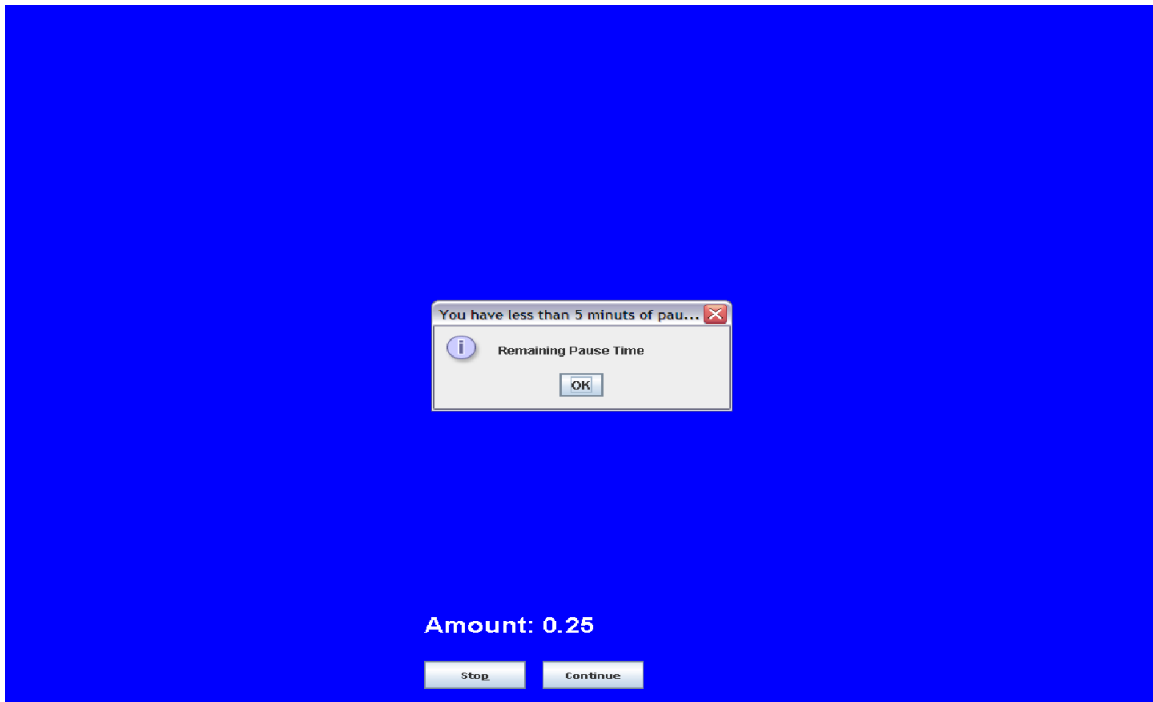 You have less than 5 minuts of pau...
i
Remaining Pause Time
OK
Amount: 0.25
Stop
Continue